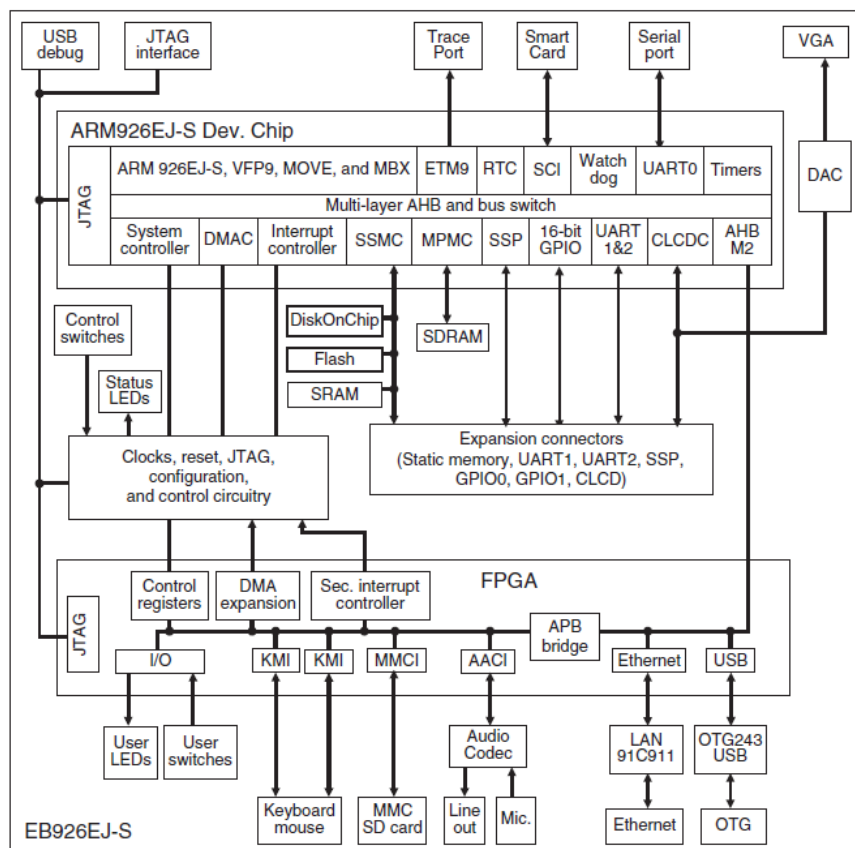 USB
debug
JTAG
interface
Trace
Port
Smart
Card
Serial
port
VGA
ARM926EJ-S Dev. Chip
DAC
JTAG
ARM 926EJ-S, VFP9, MOVE, and MBX
ETM9
RTC
SCI
Watch
dog
UART0
Timers
Multi-layer AHB and bus switch
System
controller
DMAC
Interrupt
controller
SSMC
MPMC
SSP
16-bit
GPIO
UART
1&2
CLCDC
AHB
M2
Control
switches
DiskOnChip
SDRAM
Flash
Status
LEDs
SRAM
Clocks, reset, JTAG,
configuration,
and control circuitry
Expansion connectors
(Static memory, UART1, UART2, SSP,
GPIO0, GPIO1, CLCD)
FPGA
JTAG
Control
registers
DMA
expansion
Sec. interrupt
controller
APB
bridge
I/O
KMI
KMI
MMCI
AACI
Ethernet
USB
User
LEDs
User
switches
Audio
Codec
LAN
91C911
OTG243
USB
Keyboard
mouse
MMC
SD card
Line
out
Mic.
Ethernet
OTG
EB926EJ-S